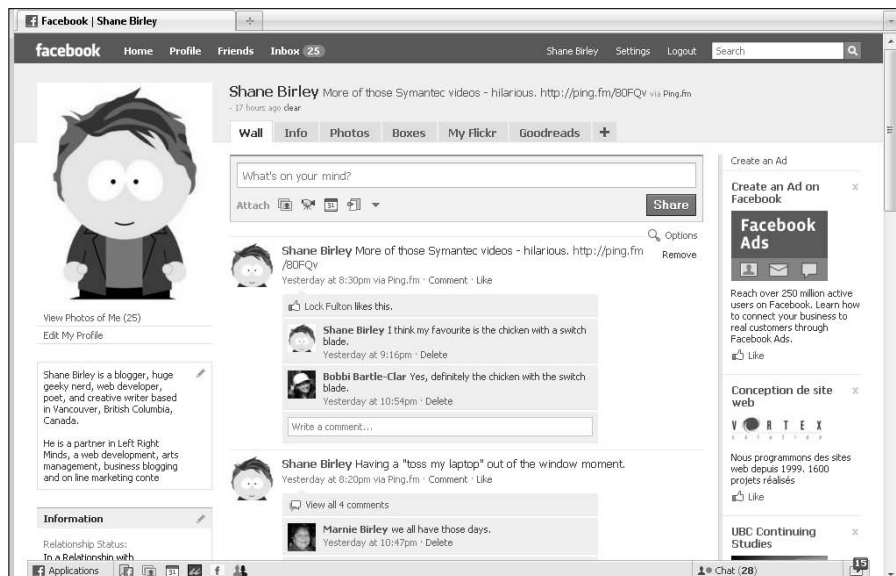 Facebook | Shane Birley
facebook Home Profile Friends Inbox 25 Shane Birley Settings Logout Search
Shane Birley More of those Symantec videos - hilarious. http://ping.fm/80FQv via Ping.fm
- 17 hours ago clear
Wall Info Photos Boxes My Flickr Goodreads +
What's on your mind?
Attach 31 Share
Options
Shane Birley More of those Symantec videos - hilarious. http://ping.fm
/80FQv
Remove
Yesterday at 8:30pm via Ping.fm · Comment · Like
Lock Fulton likes this.
Shane Birley I think my favourite is the chicken with a switch
blade.
Yesterday at 9:16pm · Delete
Bobbi Bartle-Clar Yes, definitely the chicken with the switch
blade.
Yesterday at 10:54pm · Delete
Write a comment...
Shane Birley Having a "toss my laptop" out of the window moment.
Yesterday at 8:20pm via Ping.fm · Comment · Like
View all 4 comments
Marnie Birley we all have those days.
Yesterday at 10:47pm · Delete
View Photos of Me (25)
Edit My Profile
Shane Birley is a blogger, huge
geeky nerd, web developer,
poet, and creative writer based
in Vancouver, British Columbia,
Canada.
He is a partner in Left Right
Minds, a web development, arts
management, business blogging
and on line marketing conte
Information
Relationship Status:
In a Relationship with
Create an Ad
Create an Ad on
Facebook
x
Facebook
Ads
Reach over 250 million active
users on Facebook. Learn how
to connect your business to
real customers through
Facebook Ads.
Like
Conception de site
web
x
VORTEX
solution
Nous programmons des sites
web depuis 1999. 1600
projets réalisés
Like
UBC Continuing
Studies
x
Applications 31 f Chat (28) 15